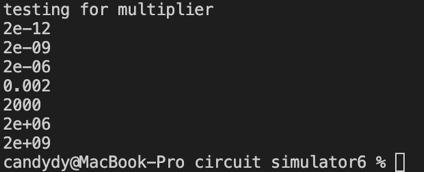 testing for multiplier
2e-12
2e-09
2e-06
0.002
2000
2e+06
2e+09
candydy@MacBook-Pro circuit simulator6 %